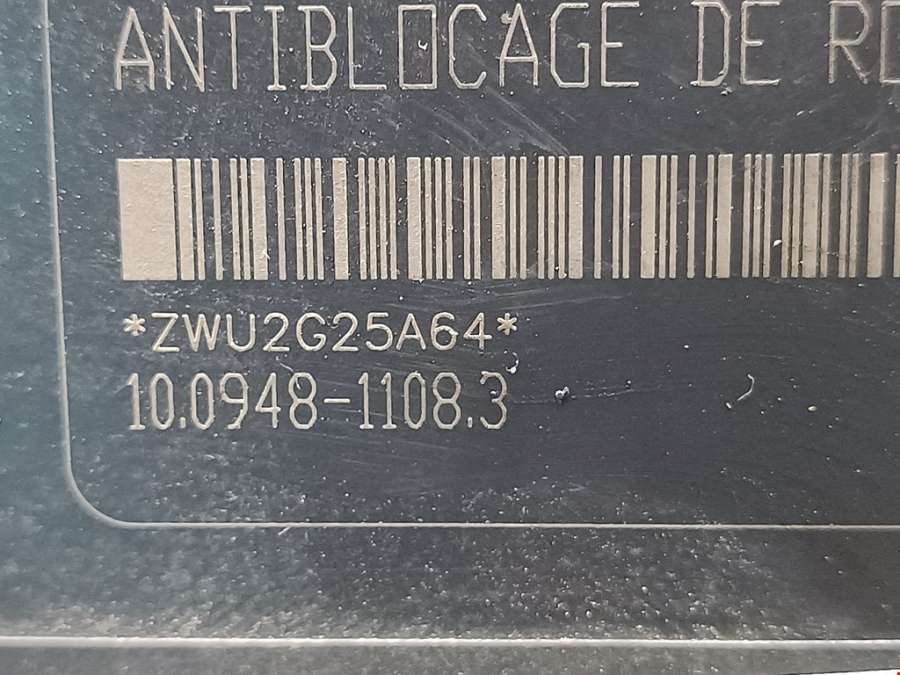 ANTIBLOCAGE DE
*ZWU2G25A64*
10.0948-1108.3